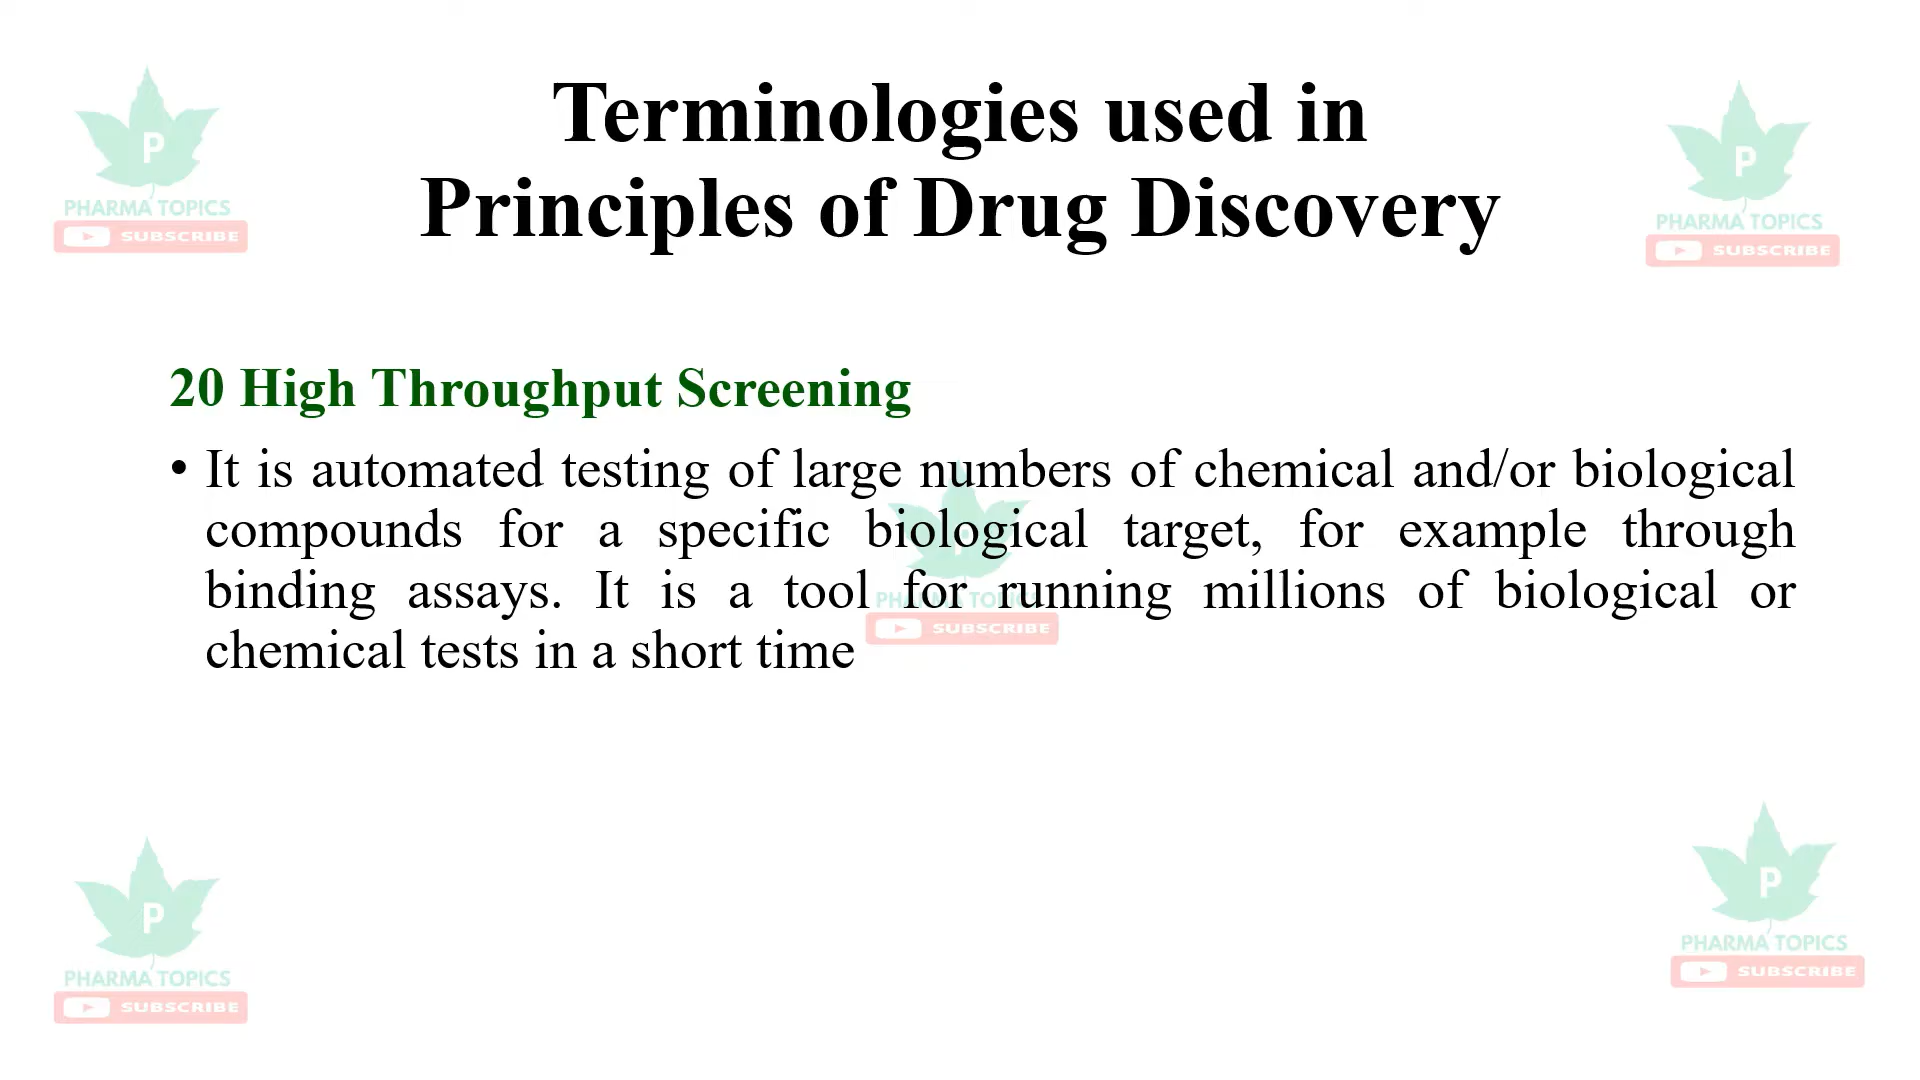 Terminologies used in
Principles of Drug Discovery
P
PHARMA TOPICS
SUBSCRIBE
P
PHARMA TOPICS
SUBSCRIBE
20 High Throughput Screening
• It is automated testing of large numbers of chemical and/or biological
compounds for a specific biological target, for example through
binding assays. It is a tool for running millions of biological or
chemical tests in a short time
SUBSCRIBE
P
PHARMA TOPICS
SUBSCRIBE
P
PHARMA TOPICS
SUBSCRIBE